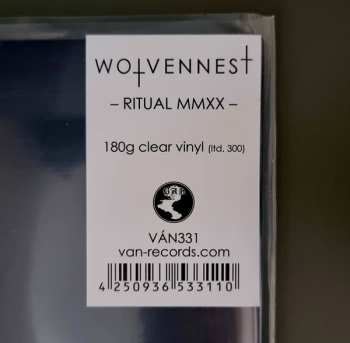 WOLVENNEST
– RITUAL MMXX –
180g clear vinyl (ltd. 300)
VÁN331
van-records.com
4 250936 533110